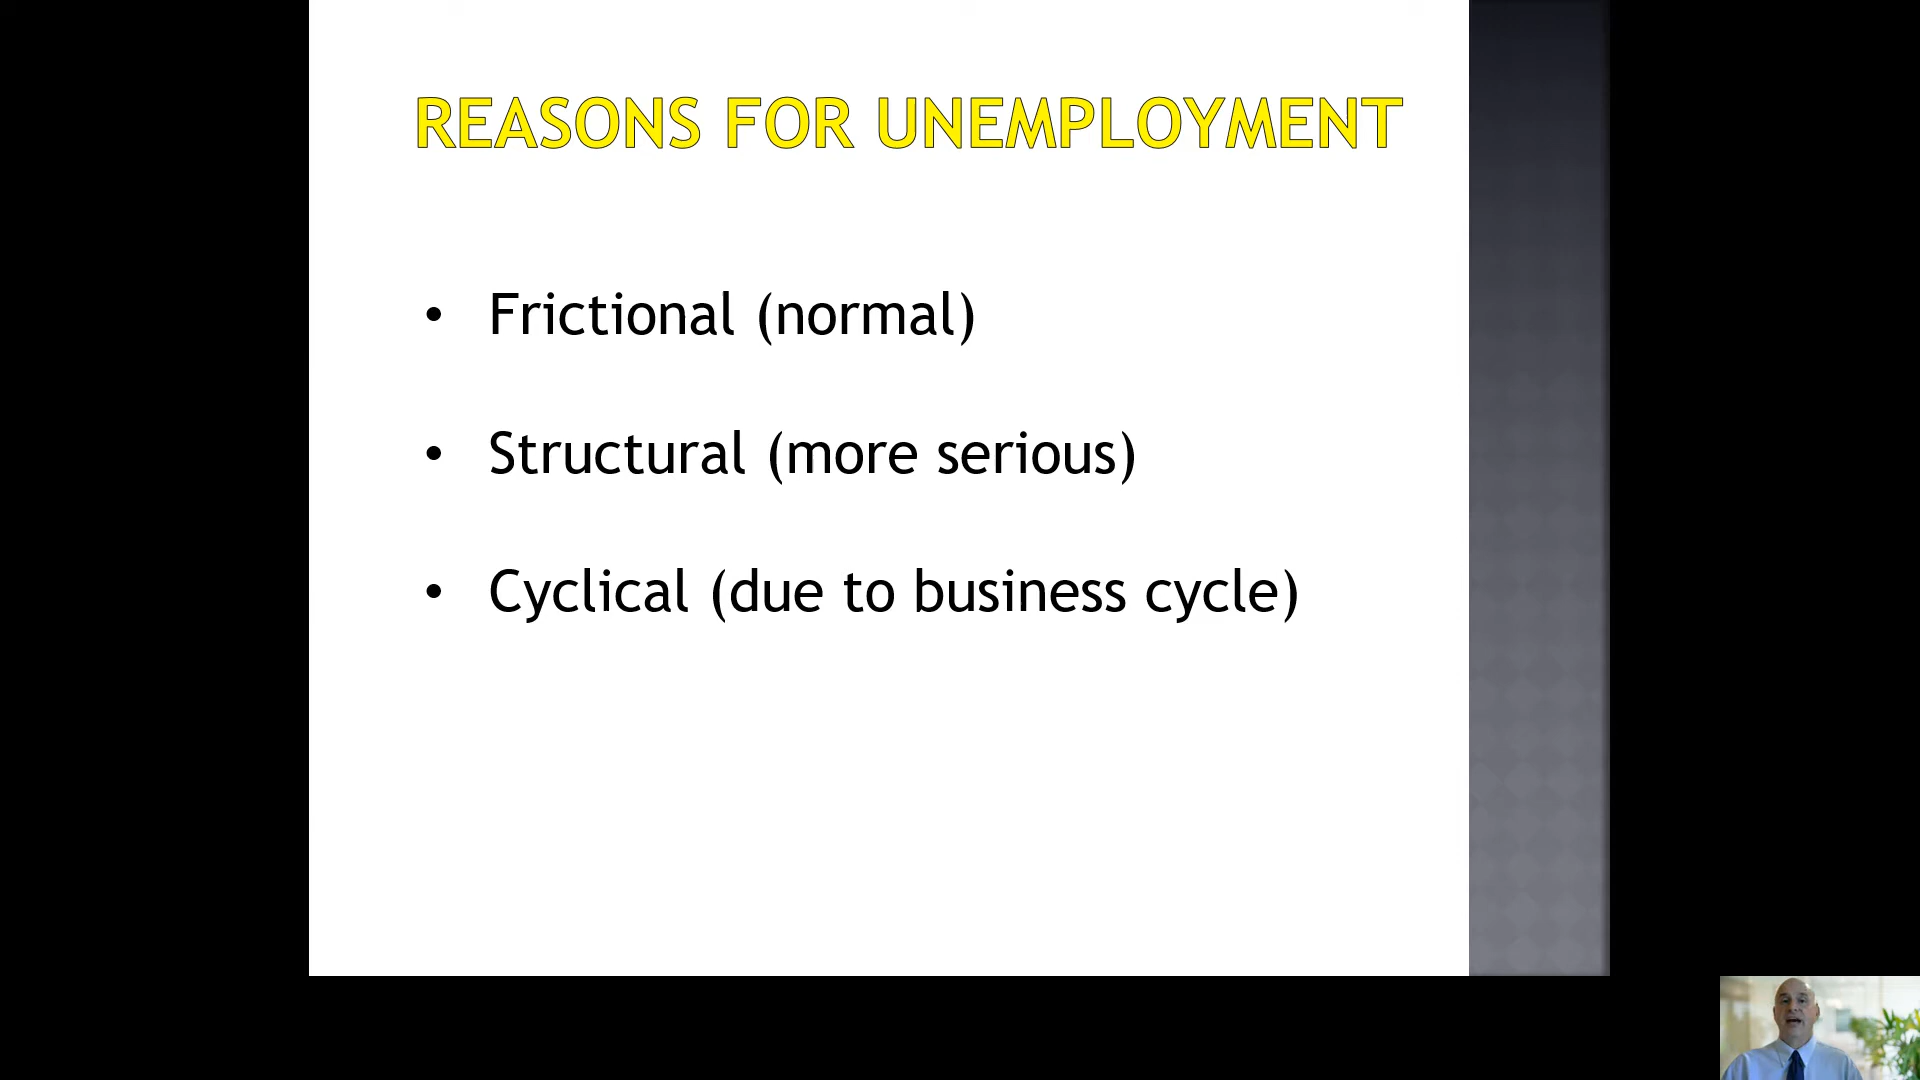 REASONS FOR UNEMPLOYMENT
• Frictional (normal)
• Structural (more serious)
• Cyclical (due to business cycle)